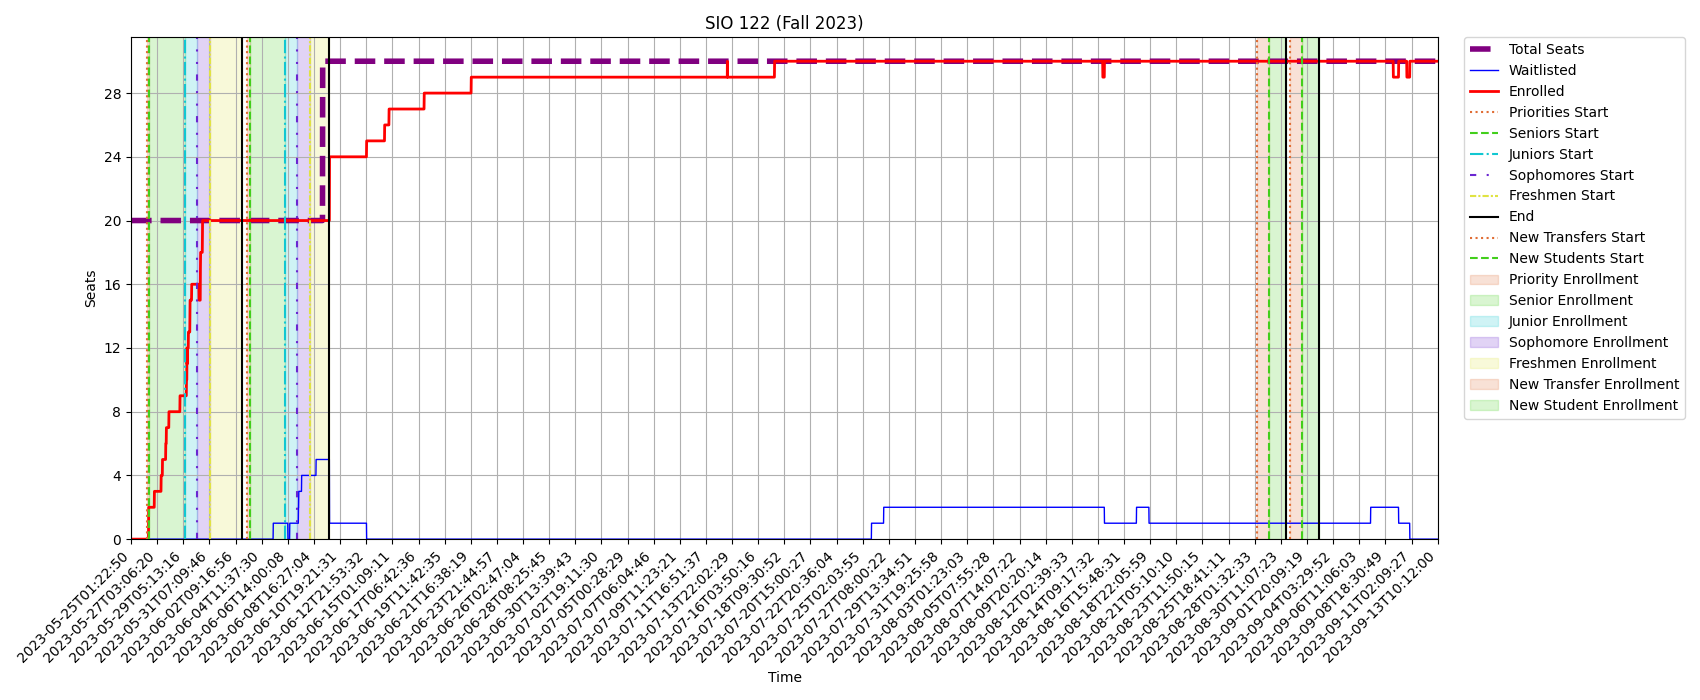 SIO 122 (Fall 2023)
Seats
28
24
20
16
12
8
4
0
2023-05-25T01:22:50
2023-05-27T03:06:20
2023-05-29T05:13:16
2023-05-31T07:09:46
2023-06-02T09:16:56
2023-06-04T11:37:30
2023-06-06T14:00:08
2023-06-08T16:27:04
2023-06-10T19:21:31
2023-06-12T21:53:32
2023-06-15T01:09:11
2023-06-17T06:42:36
2023-06-19T11:42:35
2023-06-21T16:38:19
2023-06-23T21:44:57
2023-06-26T02:47:04
2023-06-28T08:25:45
2023-06-30T13:39:43
2023-07-02T19:11:30
2023-07-05T00:28:29
2023-07-07T06:04:46
2023-07-09T11:23:21
2023-07-11T16:51:37
2023-07-13T22:02:29
2023-07-16T03:50:16
2023-07-18T09:30:52
2023-07-20T15:00:27
2023-07-22T20:36:04
2023-07-25T02:03:55
2023-07-27T08:00:22
2023-07-29T13:34:51
2023-07-31T19:25:58
2023-08-03T01:23:03
2023-08-05T07:55:28
2023-08-07T14:07:22
2023-08-09T20:20:14
2023-08-12T02:39:33
2023-08-14T09:17:32
2023-08-16T15:48:31
2023-08-18T22:05:59
2023-08-21T05:10:10
2023-08-23T11:50:15
2023-08-25T18:41:11
2023-08-28T01:32:33
2023-08-30T11:07:23
2023-09-01T20:09:19
2023-09-04T03:29:52
2023-09-06T11:06:03
2023-09-08T18:30:49
2023-09-11T02:09:27
2023-09-13T10:12:00
Time
Total Seats
Waitlisted
Enrolled
Priorities Start
Seniors Start
Juniors Start
Sophomores Start
Freshmen Start
End
New Transfers Start
New Students Start
Priority Enrollment
Senior Enrollment
Junior Enrollment
Sophomore Enrollment
Freshmen Enrollment
New Transfer Enrollment
New Student Enrollment